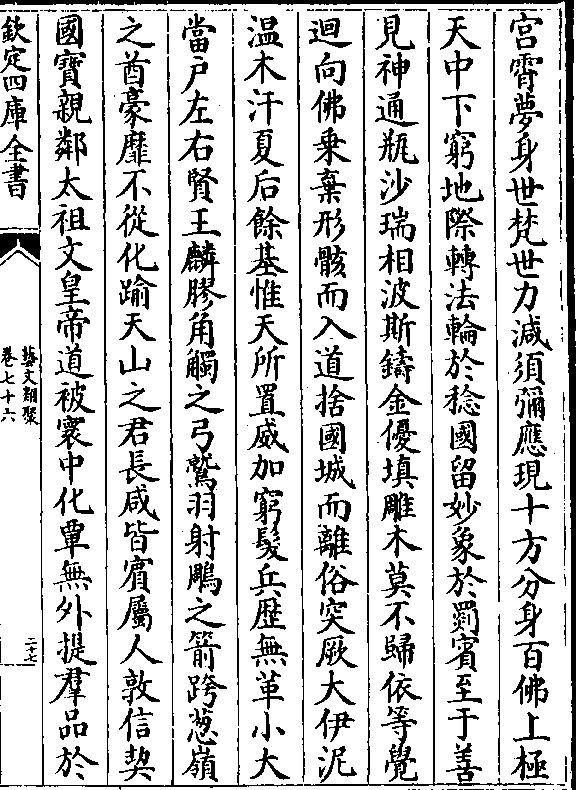 宫霄夢身世梵世力減須彌應現十方分身百佛上極
天中下窮地際轉法輪於稔國留妙象於罽賓至于善
見神通瓶沙瑞相波斯鑄金優填雕木莫不歸依等覺
迴向佛乗棄形骸而入道捨國城而離俗突厥大伊泥
温木汗夏后餘基惟天所置威加窮髮兵歴無革小大
當户左右賢王麟膠角觸之弓鷲羽射鵰之箭跨葱嶺
之酋豪靡不從化踰天山之君長咸皆賓屬人敦信契
國寶親鄰太祖文皇帝道被寰中化覃無外提羣品於
欽定四庫全書
藝文類聚
卷七十六
二十七